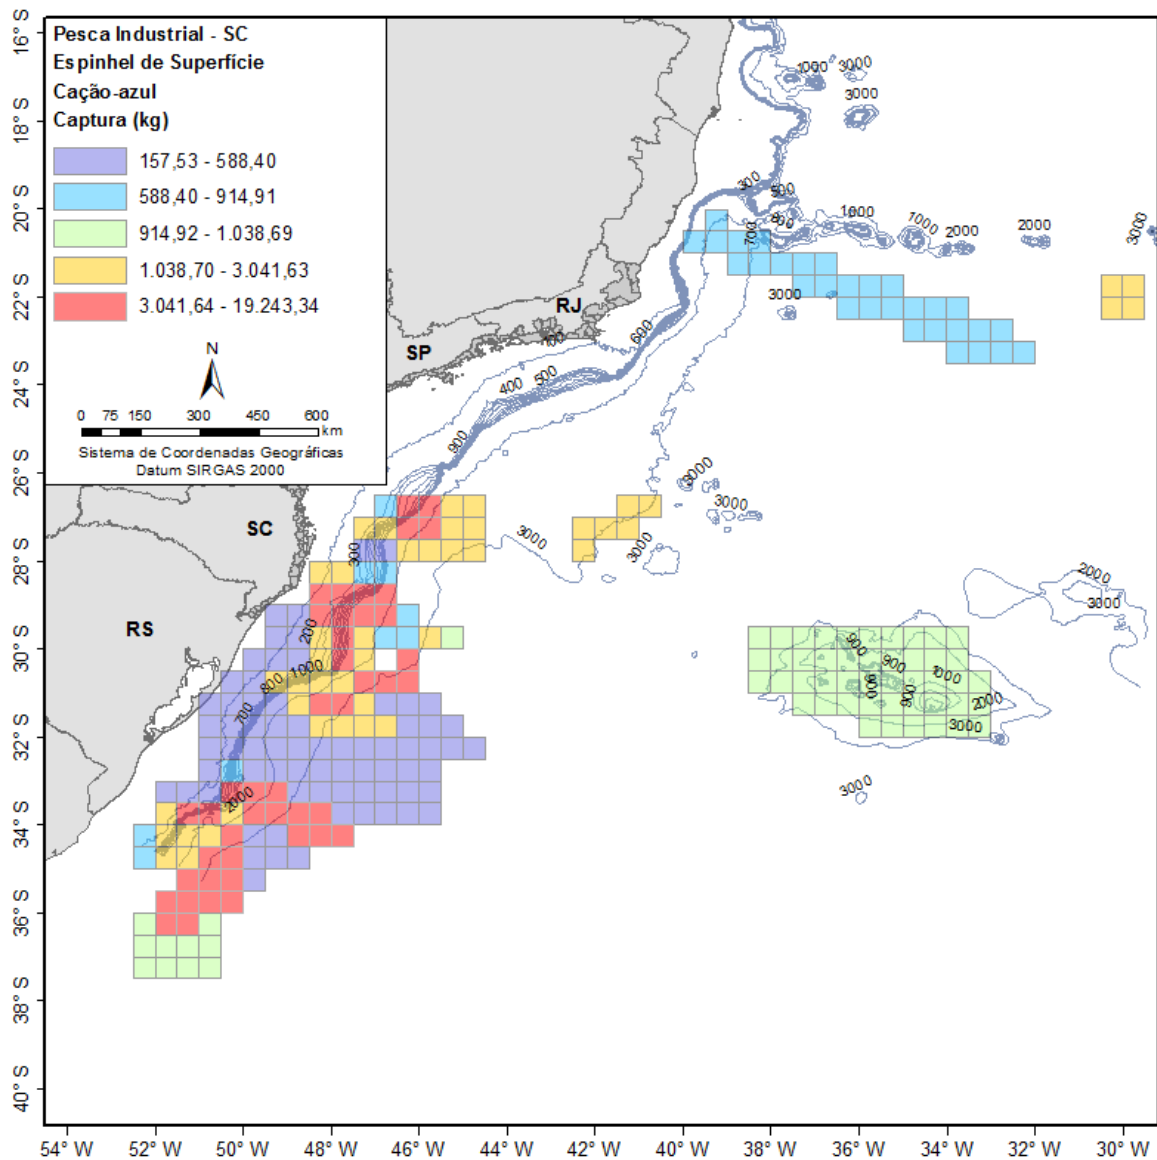 Pesca Industrial - SC
Espinhel de Superfície
Cação-azul
Captura (kg)
157,53 - 588,40
588,40 - 914,91
914,92 - 1.038,69
1.038,70 - 3.041,63
3.041,64 - 19.243,34
N
0 75 150 300 450 600
km
Sistema de Coordenadas Geográficas
Datum SIRGAS 2000
16° S
18° S
20° S
22° S
24° S
26° S
28° S
30° S
32° S
34° S
36° S
38° S
40° S
1000
3000
3000
300
500
700
1000
1000
2000
2000
3000
3000
RJ
SP
100
600
400
500
900
3000
3000
3000
3000
SC
300
2000
3000
RS
200
1000
800
700
2000
900
900
1000
900
2000
3000
3000
54° W 52° W 50° W 48° W 46° W 44° W 42° W 40° W 38° W 36° W 34° W 32° W 30° W